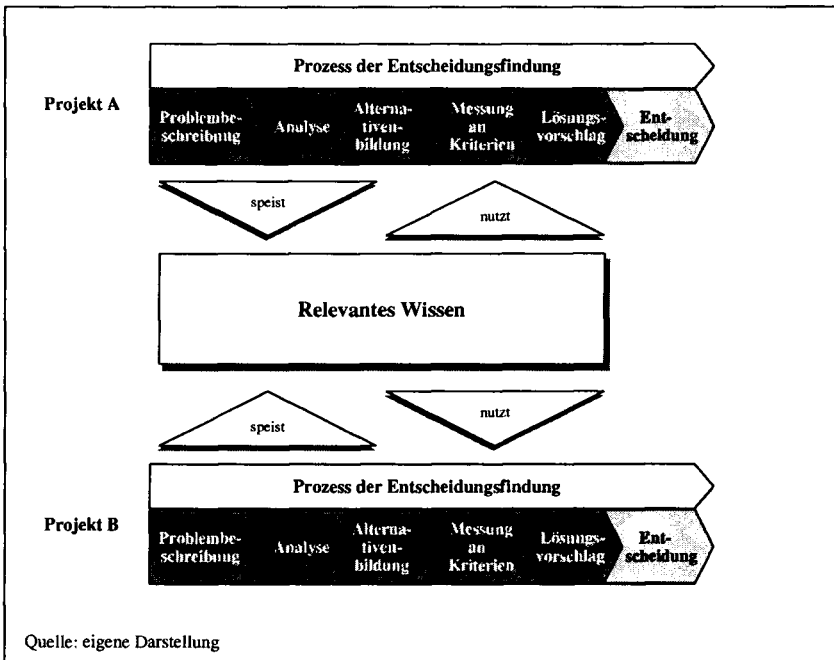 Prozess der Entscheidungsfindung
Projekt A
Problembe-
schreibung
Analyse
Alterna-
tiven-
bildung
Messung
an
Kriterien
Lösungs-
vorschlag
Ent-
scheidung
speist
nutzt
Relevantes Wissen
speist
nutzt
Prozess der Entscheidungsfindung
Projekt B
Problembe-
schreibung
Analyse
Alterna-
tiven-
bildung
Messung
an
Kriterien
Lösungs-
vorschlag
Ent-
scheidung
Quelle: eigene Darstellung